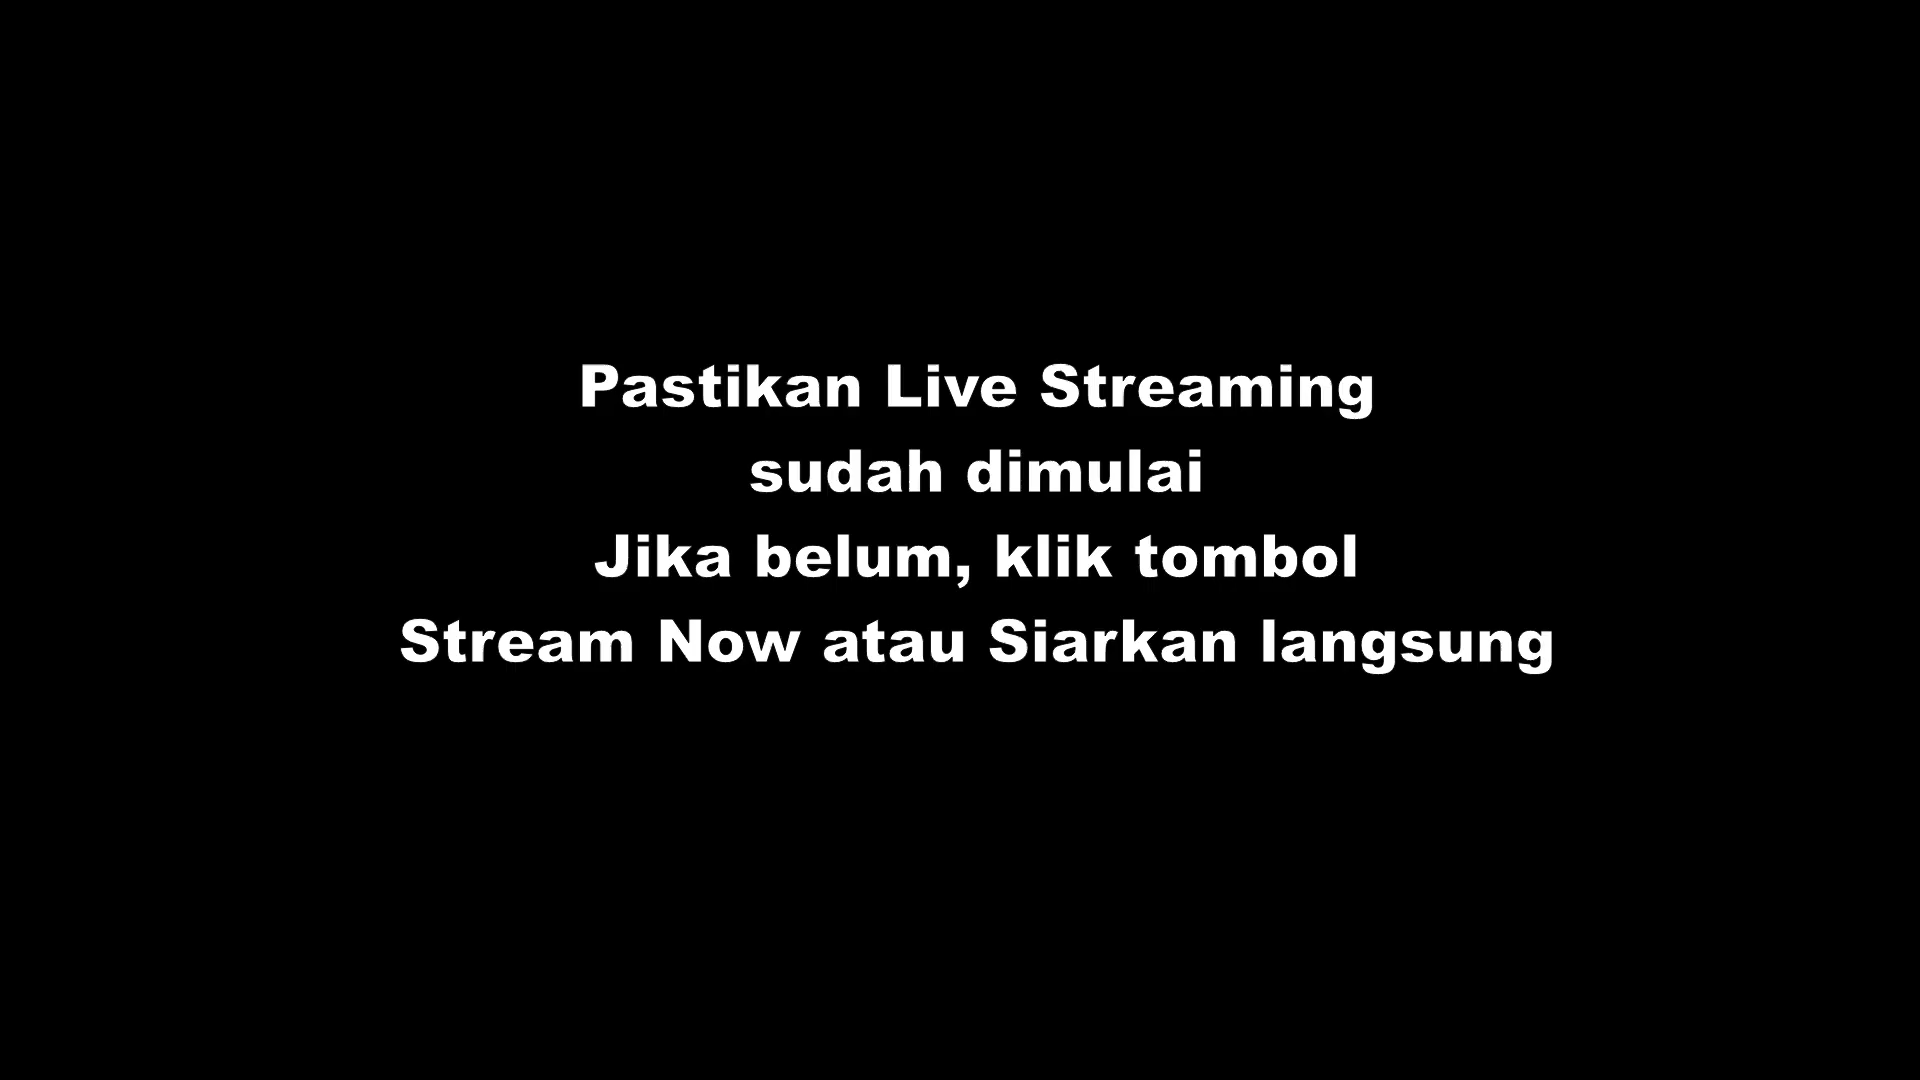 Pastikan Live Streaming
sudah dimulai
Jika belum, klik tombol
Stream Now atau Siarkan langsung